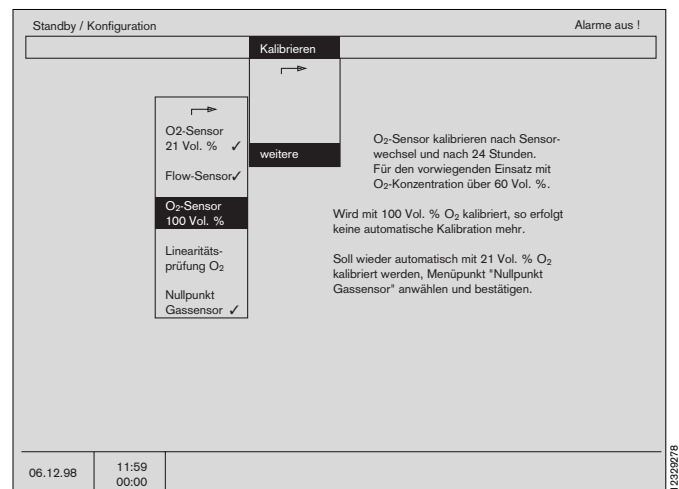 Standby / Konfiguration
Alarme aus !
Kalibrieren
weitere
O2-Sensor
21 Vol. % ✓
Flow-Sensor✓
O₂-Sensor
100 Vol. %
Linearitäts-
prüfung O₂
Nullpunkt
Gassensor ✓
O₂-Sensor kalibrieren nach Sensor-
wechsel und nach 24 Stunden.
Für den vorwiegenden Einsatz mit
O₂-Konzentration über 60 Vol. %.
Wird mit 100 Vol. % O₂ kalibriert, so erfolgt
keine automatische Kalibration mehr.
Soll wieder automatisch mit 21 Vol. % O₂
kalibriert werden, Menüpunkt "Nullpunkt
Gassensor" anwählen und bestätigen.
06.12.98
11:59
00:00
12329278